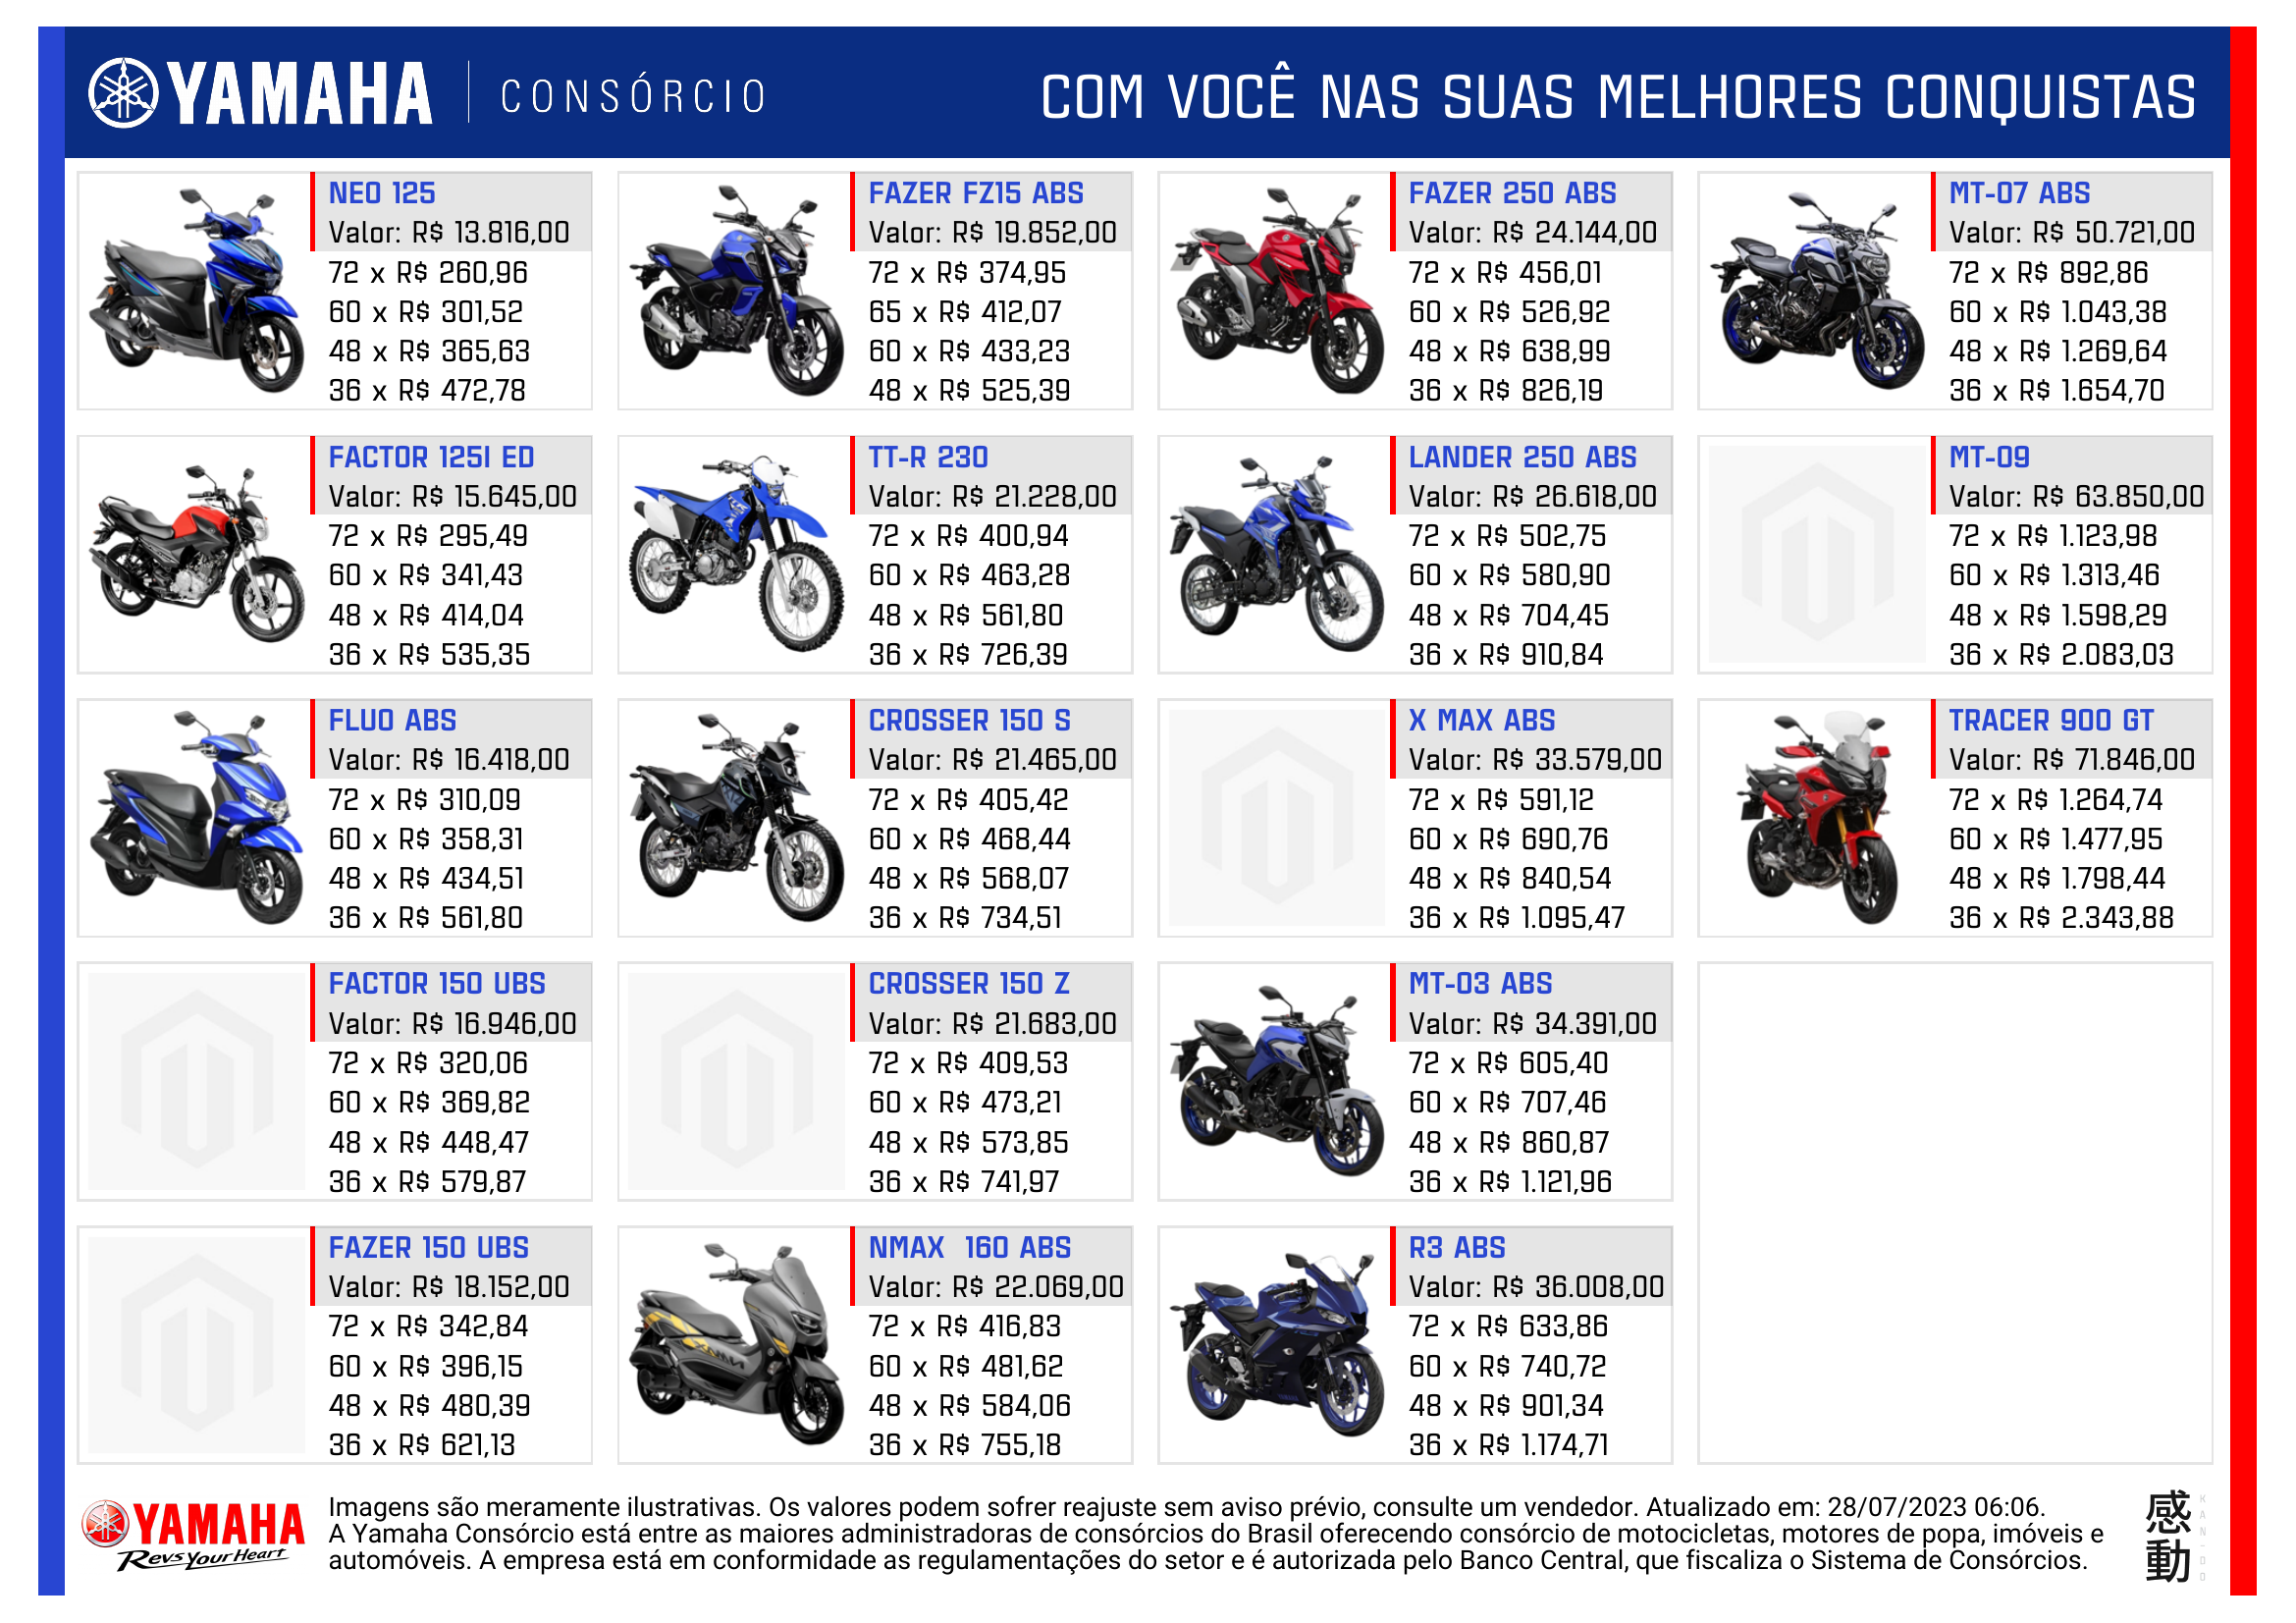 YAMAHA CONSÓRCIO
COM VOCÊ NAS SUAS MELHORES CONQUISTAS
NEO 125
Valor: R$ 13.816,00
72 x R$ 260,96
60 x R$ 301,52
48 x R$ 365,63
36 x R$ 472,78
FAZER FZ15 ABS
Valor: R$ 19.852,00
72 x R$ 374,95
65 x R$ 412,07
60 x R$ 433,23
48 x R$ 525,39
FAZER 250 ABS
Valor: R$ 24.144,00
72 x R$ 456,01
60 x R$ 526,92
48 x R$ 638,99
36 x R$ 826,19
MT-07 ABS
Valor: R$ 50.721,00
72 x R$ 892,86
60 x R$ 1.043,38
48 x R$ 1.269,64
36 x R$ 1.654,70
FACTOR 125I ED
Valor: R$ 15.645,00
72 x R$ 295,49
60 x R$ 341,43
48 x R$ 414,04
36 x R$ 535,35
TT-R 230
Valor: R$ 21.228,00
72 x R$ 400,94
60 x R$ 463,28
48 x R$ 561,80
36 x R$ 726,39
LANDER 250 ABS
Valor: R$ 26.618,00
72 x R$ 502,75
60 x R$ 580,90
48 x R$ 704,45
36 x R$ 910,84
MT-09
Valor: R$ 63.850,00
72 x R$ 1.123,98
60 x R$ 1.313,46
48 x R$ 1.598,29
36 x R$ 2.083,03
FLUO ABS
Valor: R$ 16.418,00
72 x R$ 310,09
60 x R$ 358,31
48 x R$ 434,51
36 x R$ 561,80
CROSSER 150 S
Valor: R$ 21.465,00
72 x R$ 405,42
60 x R$ 468,44
48 x R$ 568,07
36 x R$ 734,51
X MAX ABS
Valor: R$ 33.579,00
72 x R$ 591,12
60 x R$ 690,76
48 x R$ 840,54
36 x R$ 1.095,47
TRACER 900 GT
Valor: R$ 71.846,00
72 x R$ 1.264,74
60 x R$ 1.477,95
48 x R$ 1.798,44
36 x R$ 2.343,88
FACTOR 150 UBS
Valor: R$ 16.946,00
72 x R$ 320,06
60 x R$ 369,82
48 x R$ 448,47
36 x R$ 579,87
CROSSER 150 Z
Valor: R$ 21.683,00
72 x R$ 409,53
60 x R$ 473,21
48 x R$ 573,85
36 x R$ 741,97
MT-03 ABS
Valor: R$ 34.391,00
72 x R$ 605,40
60 x R$ 707,46
48 x R$ 860,87
36 x R$ 1.121,96
FAZER 150 UBS
Valor: R$ 18.152,00
72 x R$ 342,84
60 x R$ 396,15
48 x R$ 480,39
36 x R$ 621,13
NMAX 160 ABS
Valor: R$ 22.069,00
72 x R$ 416,83
60 x R$ 481,62
48 x R$ 584,06
36 x R$ 755,18
R3 ABS
Valor: R$ 36.008,00
72 x R$ 633,86
60 x R$ 740,72
48 x R$ 901,34
36 x R$ 1.174,71
YAMAHA
Revs Your Heart
Imagens são meramente ilustrativas. Os valores podem sofrer reajuste sem aviso prévio, consulte um vendedor. Atualizado em: 28/07/2023 06:06.
A Yamaha Consórcio está entre as maiores administradoras de consórcios do Brasil oferecendo consórcio de motocicletas, motores de popa, imóveis e
automóveis. A empresa está em conformidade as regulamentações do setor e é autorizada pelo Banco Central, que fiscaliza o Sistema de Consórcios.
感動
KAN-DO